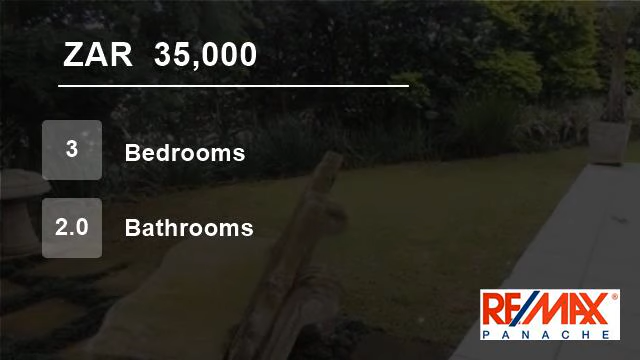 ZAR 35,000
3 Bedrooms
2.0 Bathrooms
RE/MAX®
PANACHE